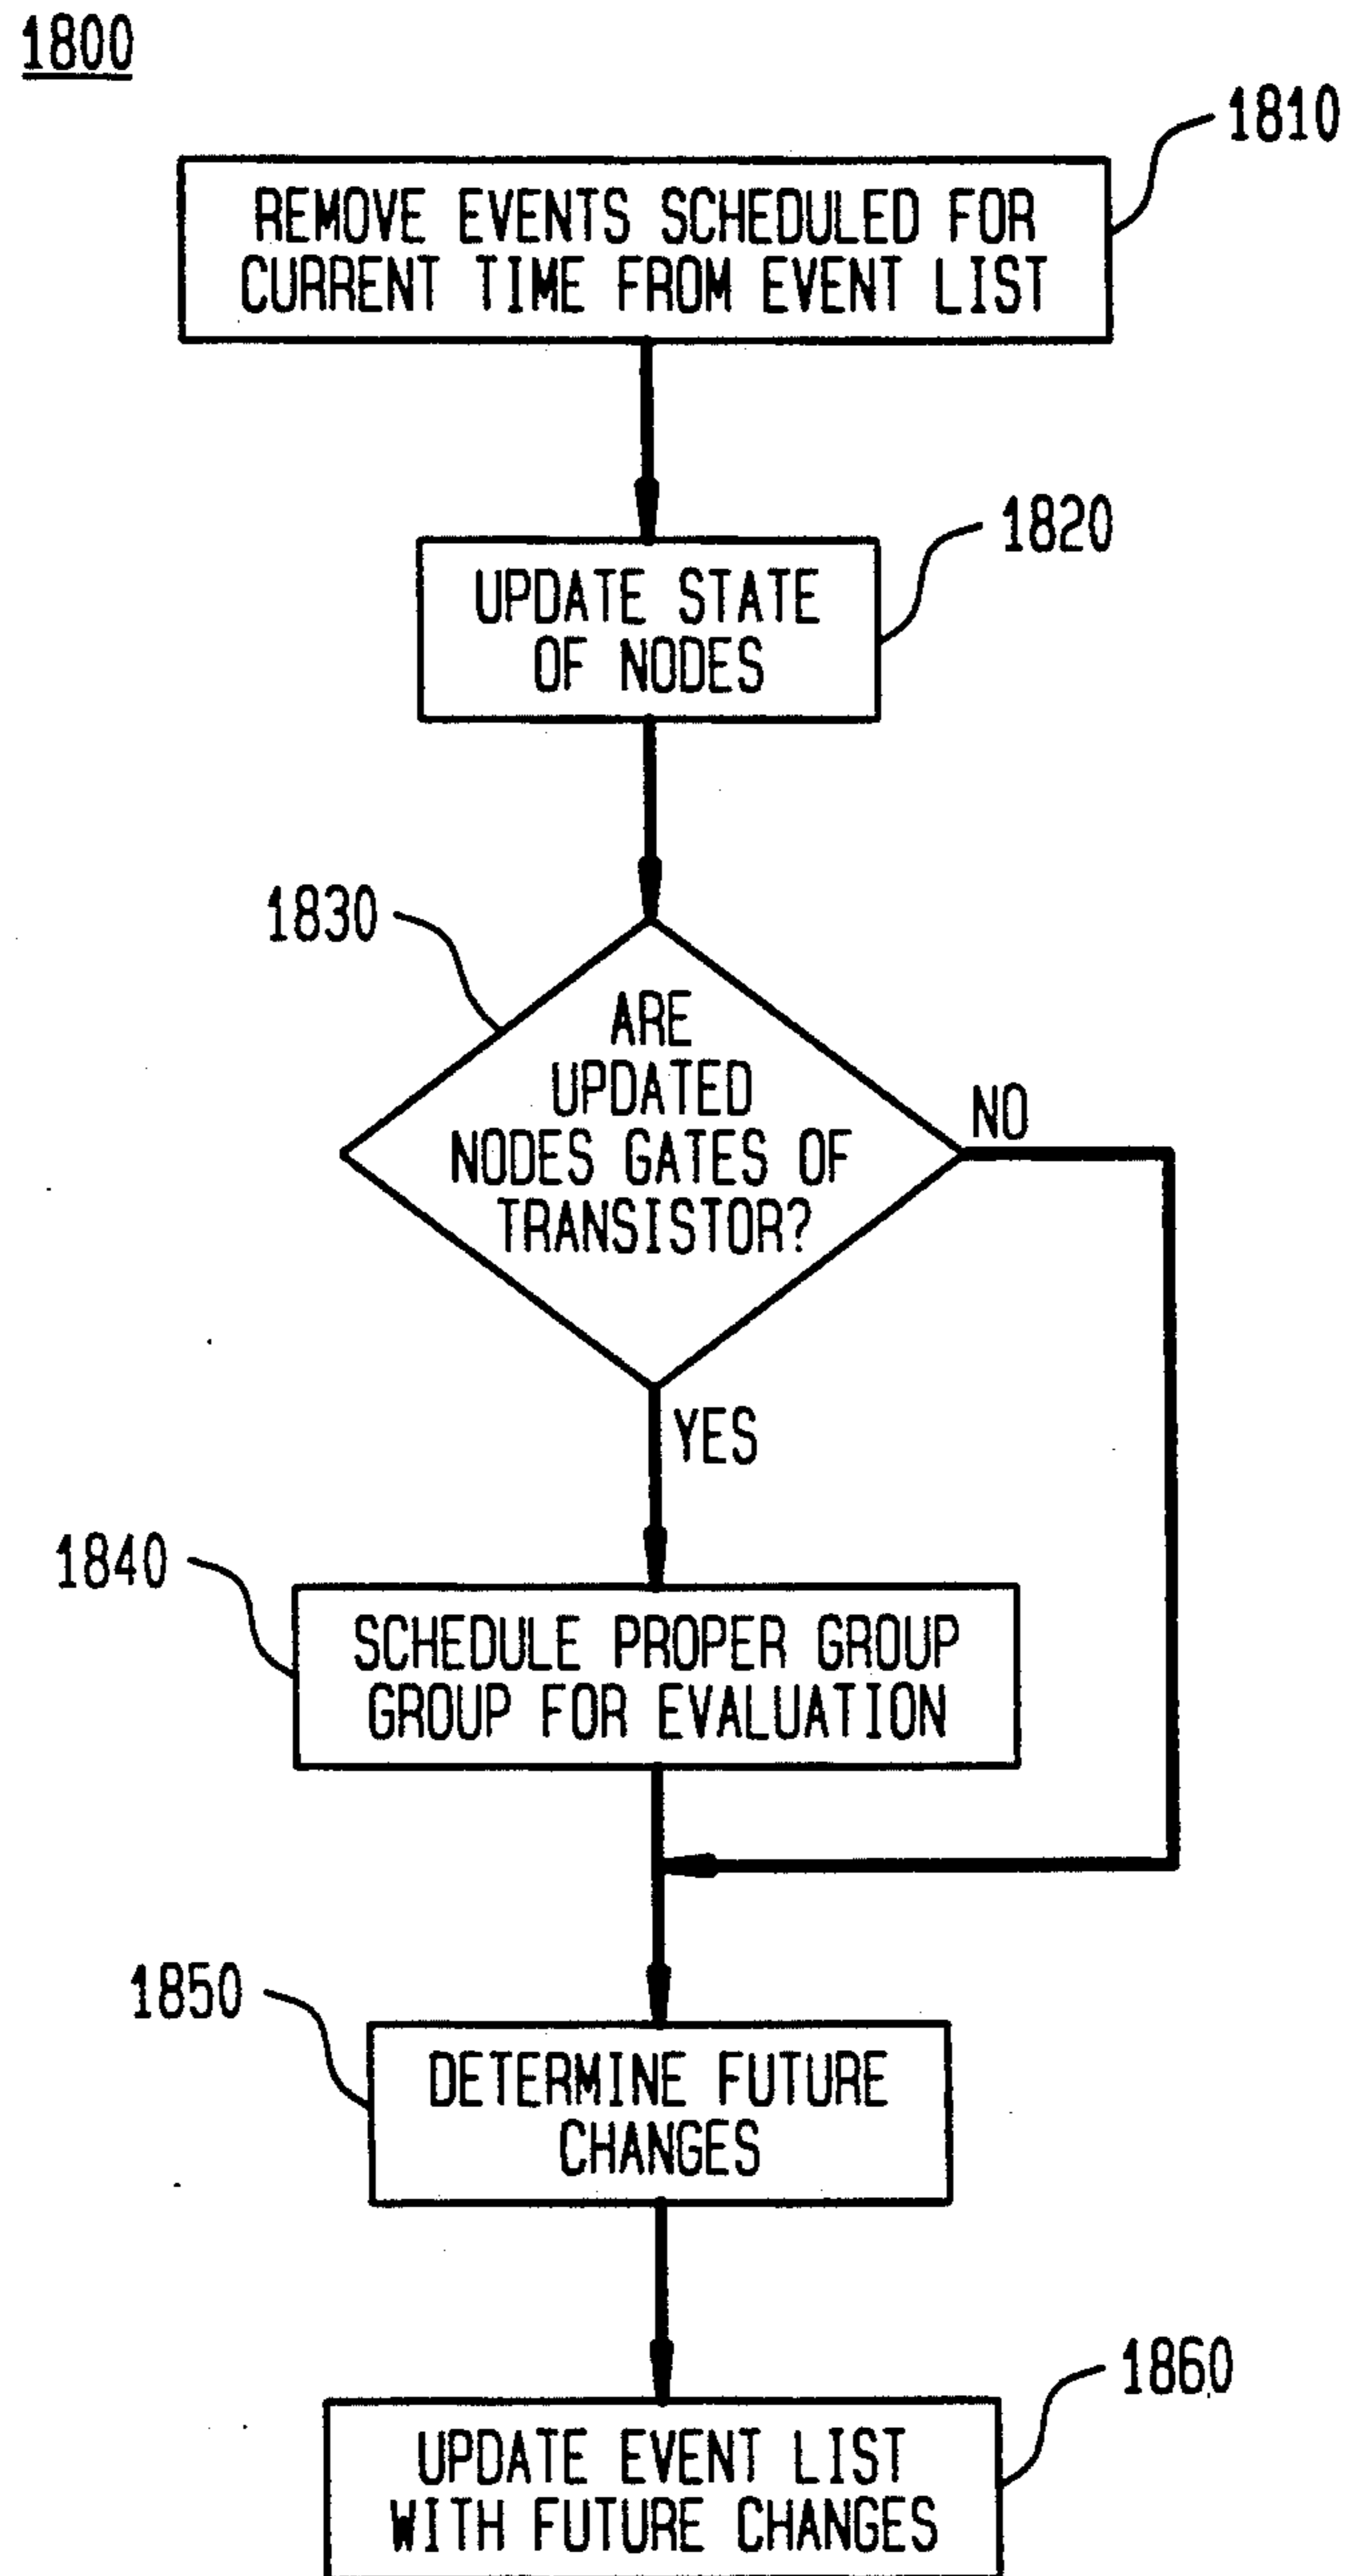 1800
1810
REMOVE EVENTS SCHEDULED FOR
CURRENT TIME FROM EVENT LIST
1820
UPDATE STATE
OF NODES
1830
ARE
UPDATED
NODES GATES OF
TRANSISTOR?
NO
YES
1840
SCHEDULE PROPER GROUP
GROUP FOR EVALUATION
1850
DETERMINE FUTURE
CHANGES
1860
UPDATE EVENT LIST
WITH FUTURE CHANGES